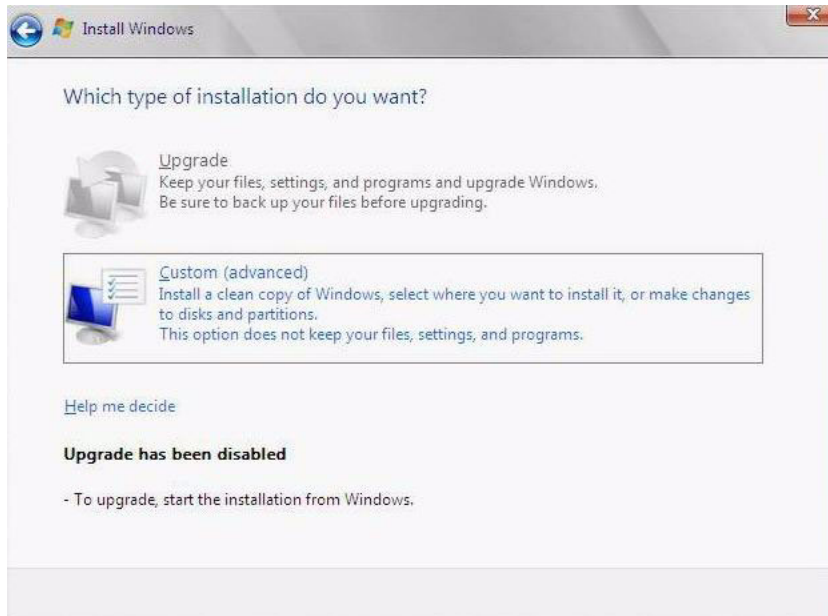 Install Windows
Which type of installation do you want?
Upgrade
Keep your files, settings, and programs and upgrade Windows.
Be sure to back up your files before upgrading.
Custom (advanced)
Install a clean copy of Windows, select where you want to install it, or make changes
to disks and partitions.
This option does not keep your files, settings, and programs.
Help me decide
Upgrade has been disabled
- To upgrade, start the installation from Windows.